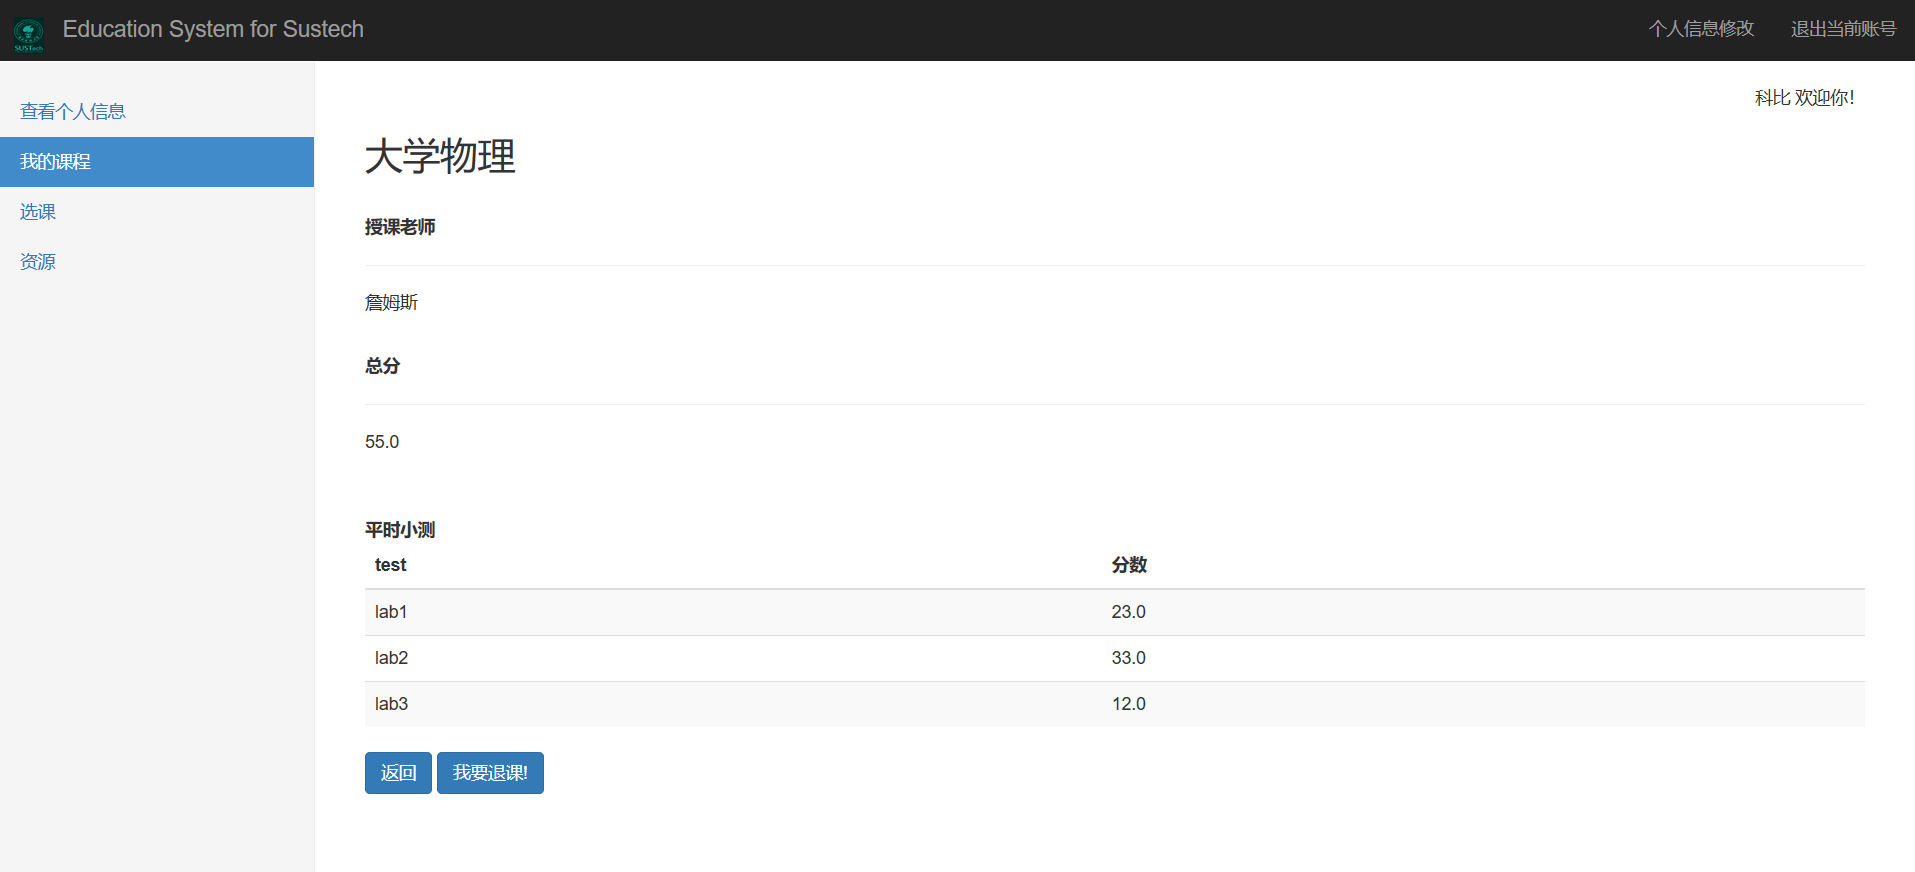 SUSTech
Education System for Sustech
个人信息修改
退出当前账号
查看个人信息
我的课程
选课
资源
科比 欢迎你!
大学物理
授课老师
詹姆斯
总分
55.0
平时小测
test 分数
lab1 23.0
lab2 33.0
lab3 12.0
返回 我要退课!